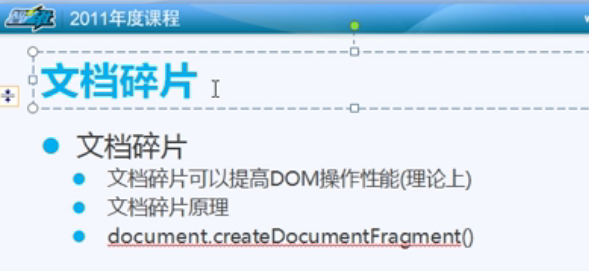 2011年度课程
文档碎片
文档碎片
文档碎片可以提高DOM操作性能(理论上)
文档碎片原理
document.createDocumentFragment()